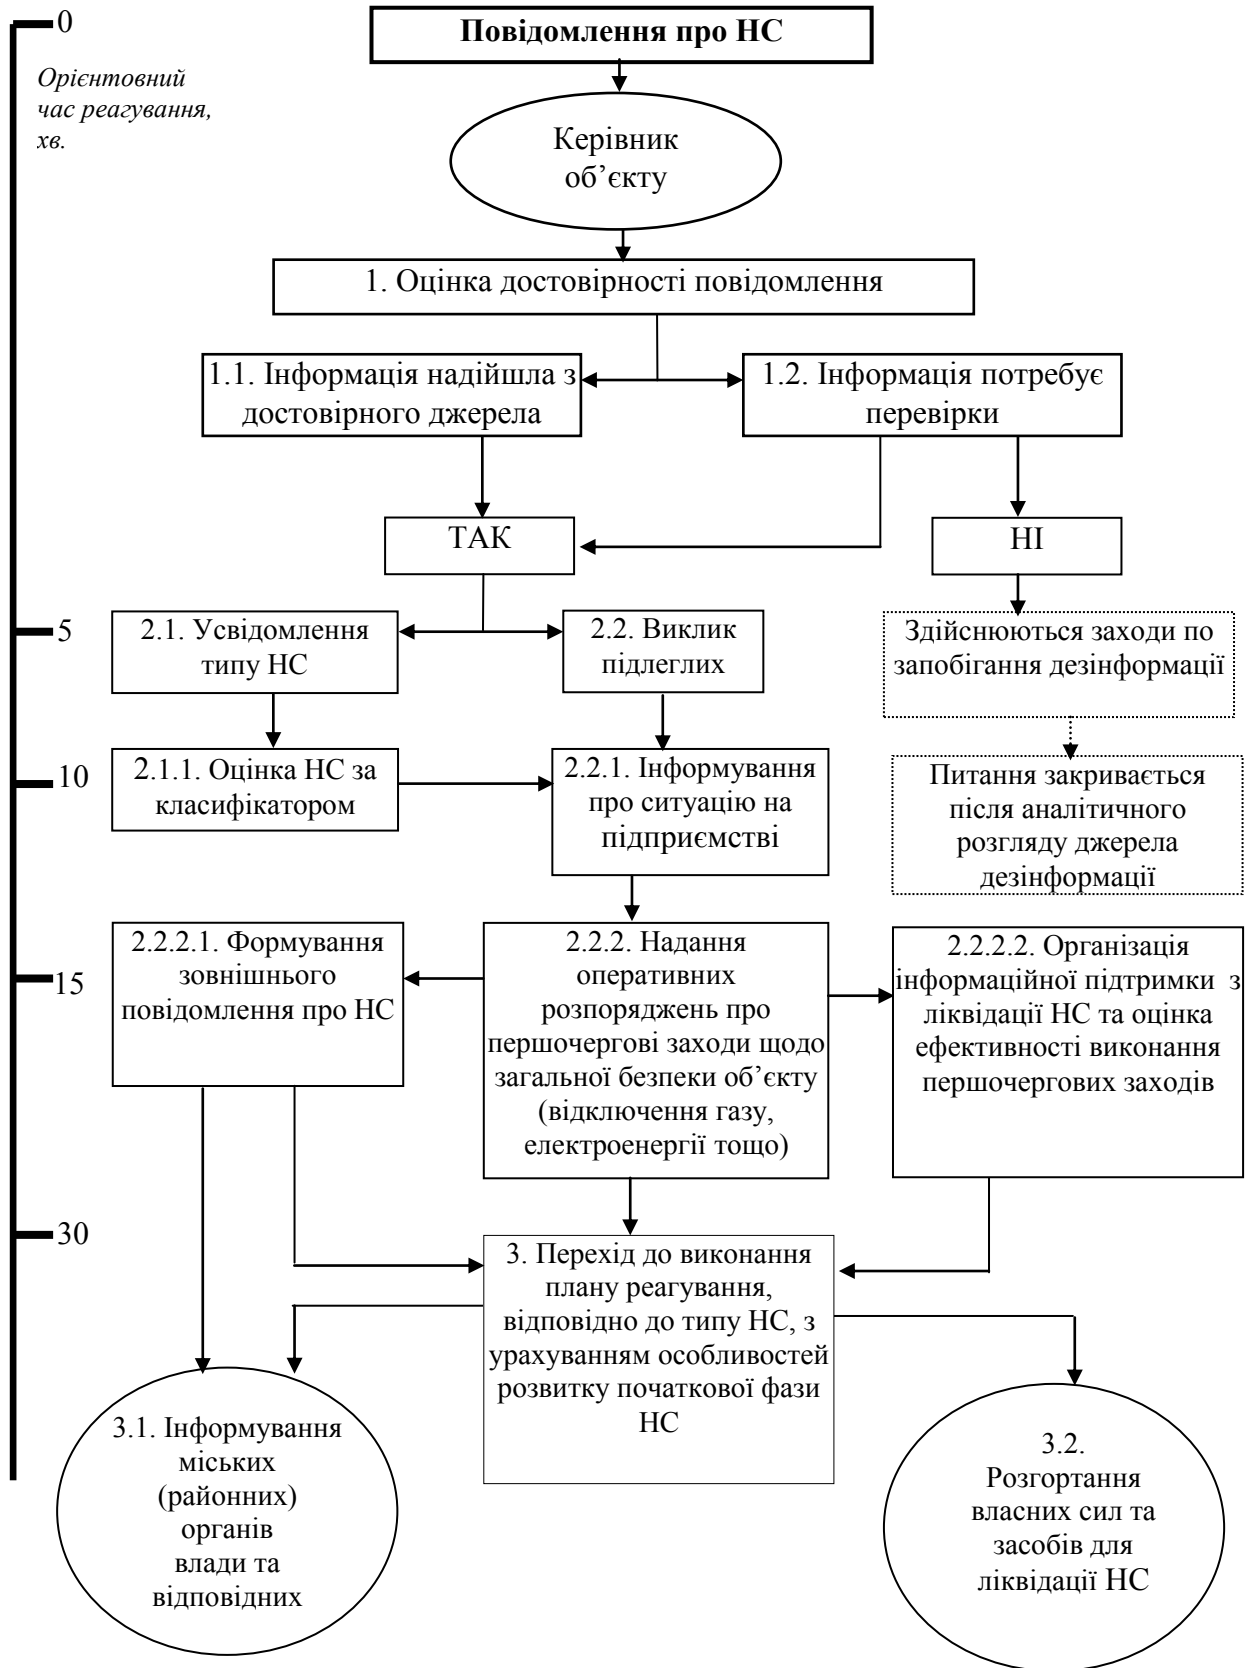 0
Повідомлення про НС
Орієнтовний
час реагування,
хв.
Керівник
об’єкту
1. Оцінка достовірності повідомлення
1.1. Інформація надійшла з
достовірного джерела
1.2. Інформація потребує
перевірки
ТАК
НІ
5
2.1. Усвідомлення
типу НС
2.2. Виклик
підлеглих
Здійснюються заходи по
запобігання дезінформації
10
2.1.1. Оцінка НС за
класифікатором
2.2.1. Інформування
про ситуацію на
підприємстві
Питання закривається
після аналітичного
розгляду джерела
дезінформації
15
2.2.2.1. Формування
зовнішнього
повідомлення про НС
2.2.2. Надання
оперативних
розпоряджень про
першочергові заходи щодо
загальної безпеки об’єкту
(відключення газу,
електроенергії тощо)
2.2.2.2. Організація
інформаційної підтримки з
ліквідації НС та оцінка
ефективності виконання
першочергових заходів
30
3. Перехід до виконання
плану реагування,
відповідно до типу НС, з
урахуванням особливостей
розвитку початкової фази
НС
3.1. Інформування
міських
(районних)
органів
влади та
відповідних
3.2.
Розгортання
власних сил та
засобів для
ліквідації НС